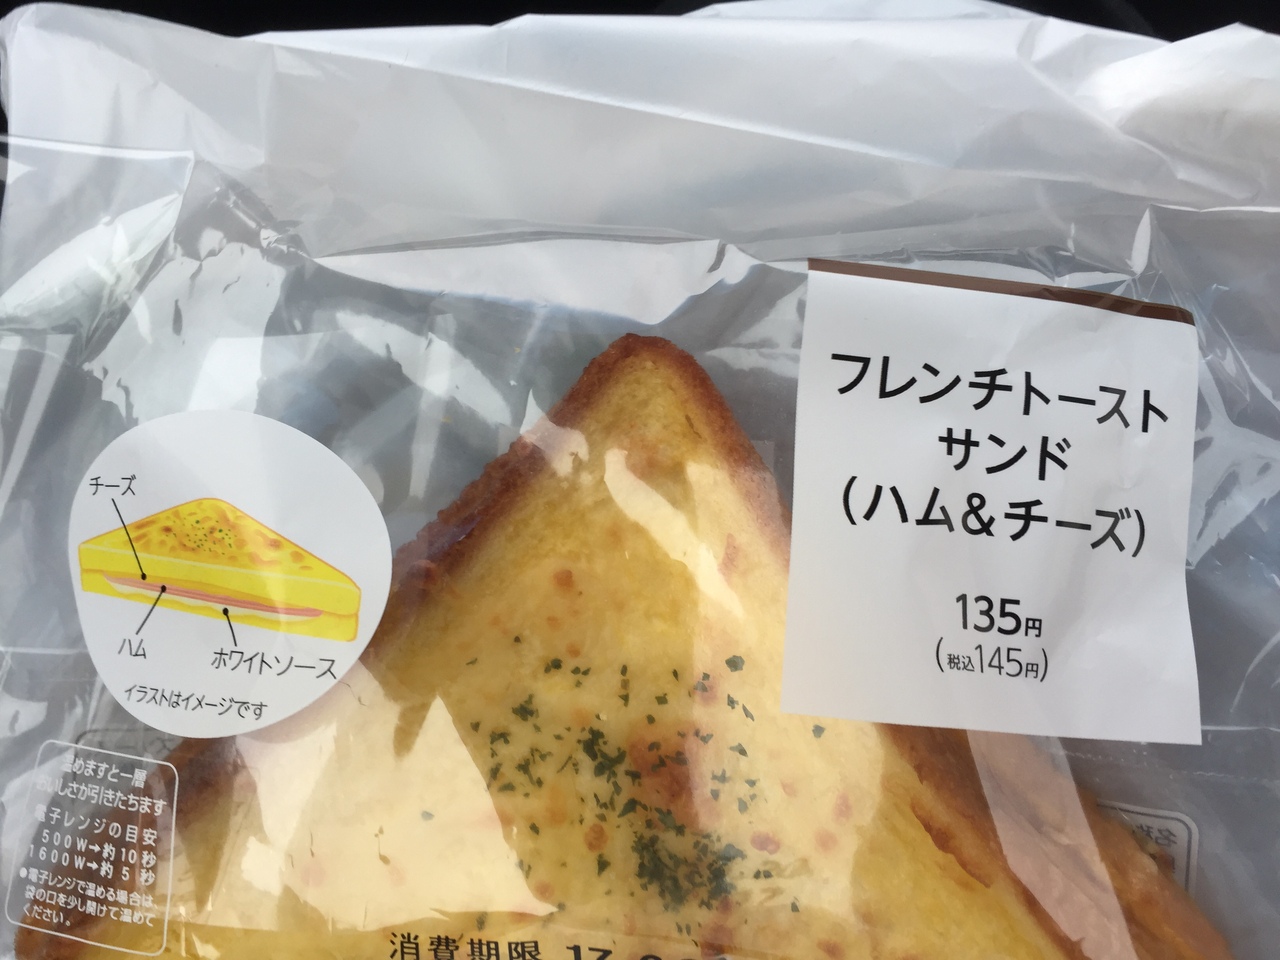 フレンチトースト
サンド
(ハム&チーズ)
135円
(税込145円)
チーズ
ハム
ホワイトソース
イラストはイメージです
温めますと一層
おいしさが引きたちます
電子レンジの目安
500W→約10秒
1600W→約5秒
●電子レンジで温める場合は、
袋の口を少し開けて温めて
ください。
名称
消費期限 17.